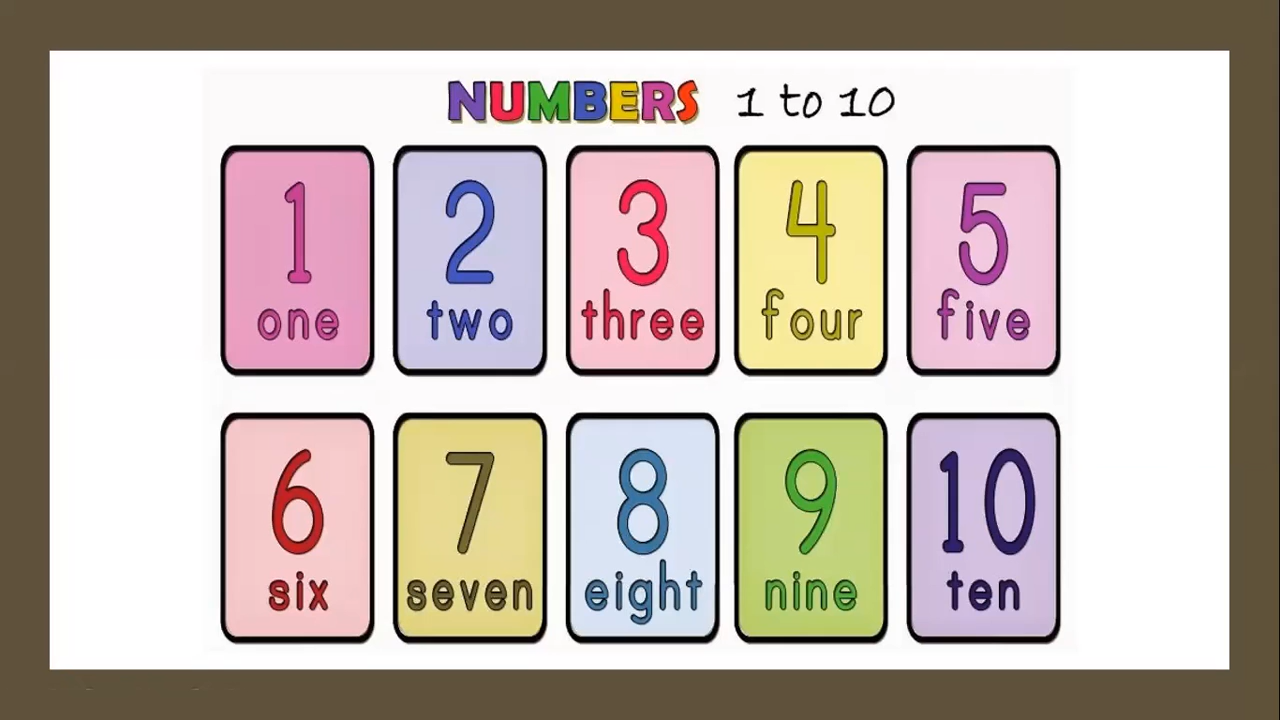 NUMBERS 1 to 10
1 2 3 4 5
one two three four five
6 7 8 9 10
six seven eight nine ten